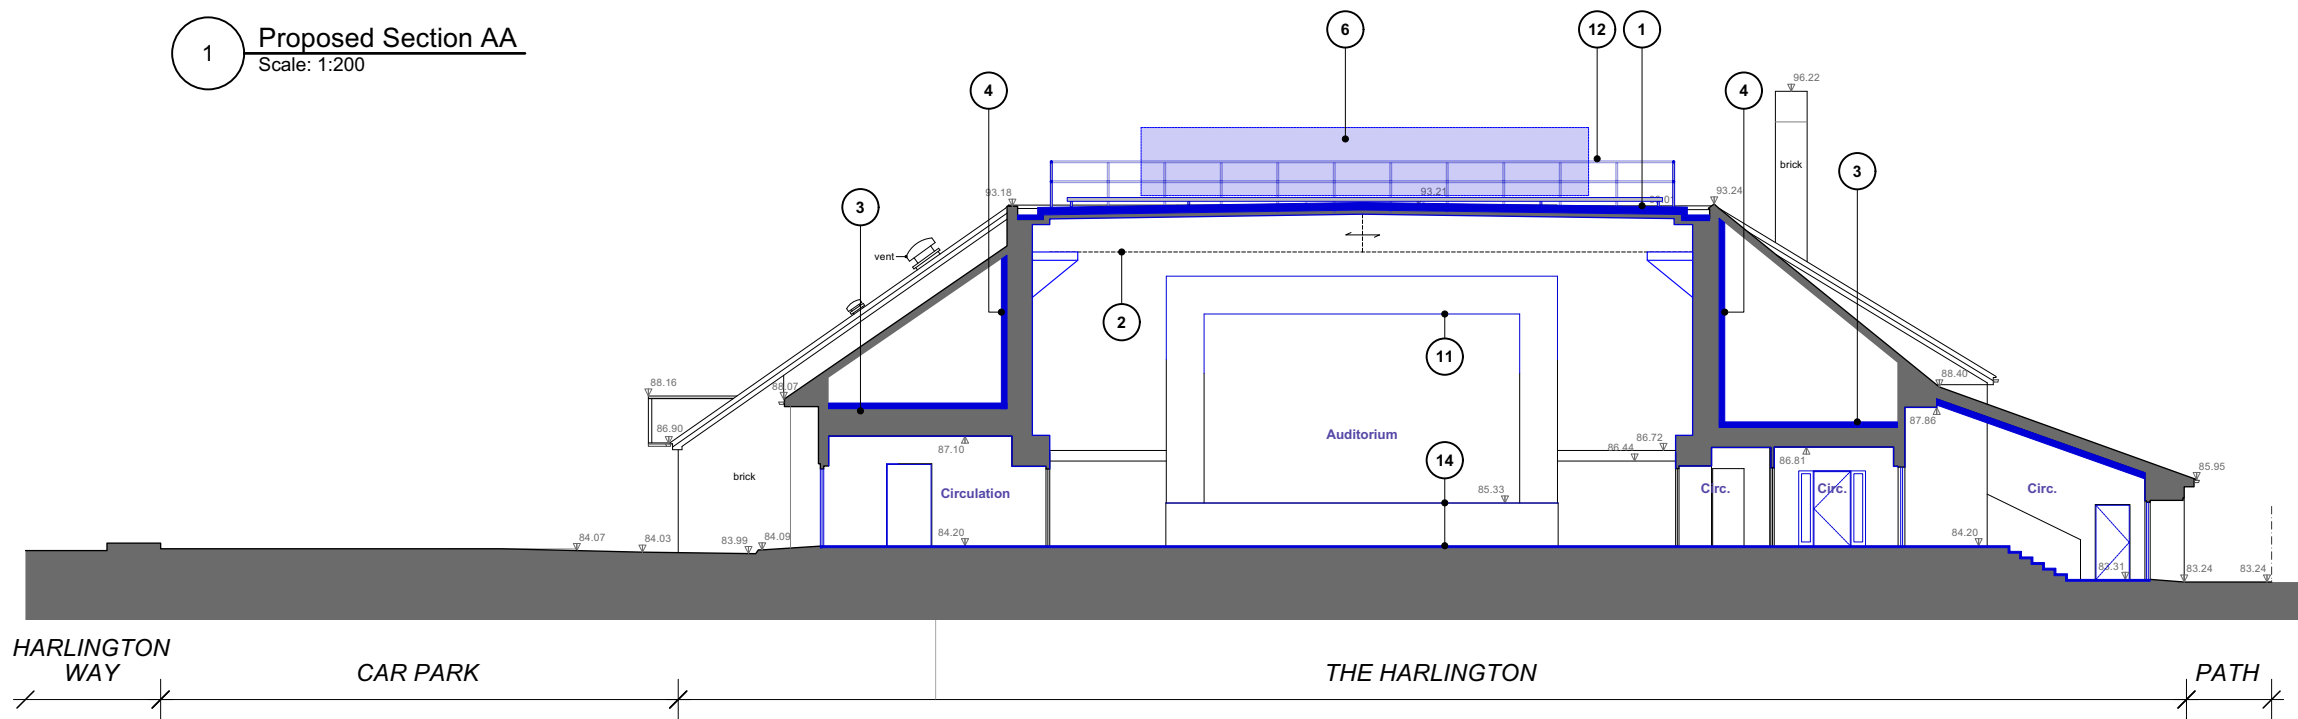 1
Proposed Section AA
Scale: 1:200
6
12
1
4
4
96.22
brick
3
3
93.18
93.21
93.24
vent
2
11
88.16
88.07
88.40
86.90
87.86
Auditorium
87.10
86.72
86.44
86.81
14
brick
Circulation
85.33
Circ.
Circ.
Circ.
85.95
84.07
84.03
83.99
84.09
84.20
84.20
83.31
83.24
83.24
HARLINGTON
WAY
CAR PARK
THE HARLINGTON
PATH